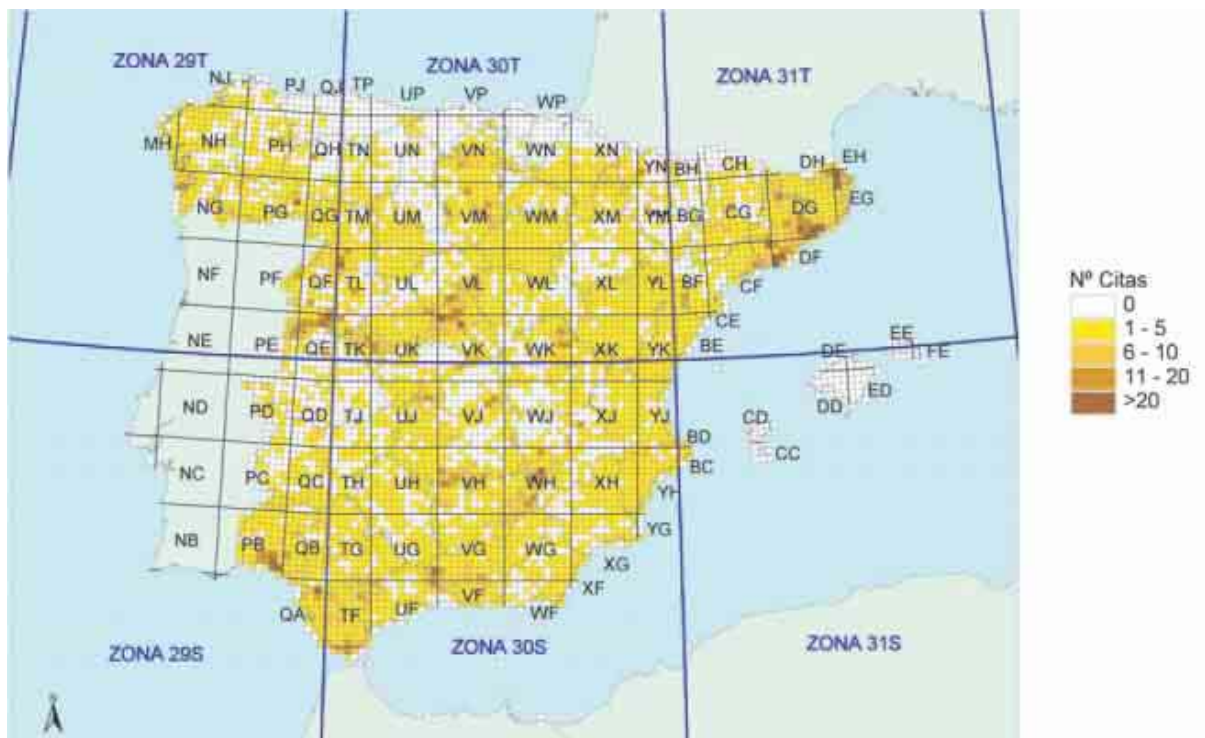 ZONA 29T
ZONA 30T
ZONA 31T
NJ PJ QJ TP UP VP WP
MH NH PH QH TN UN VN WN XN YN BH CH DH EH
NG PG QG TM UM VM WM XM YM BG CG DG EG
NF PF QF TL UL VL WL XL YL BF CF DF
NE PE QE TK UK VK WK XK YK BE CE DE EE FE
ND PD QD TJ UJ VJ WJ XJ YJ BD CD DD ED
NC PC QC TH UH VH WH XH YH BC CC
NB PB QB TG UG VG WG XG YG
QA TF UF VF WF XF
ZONA 29S
ZONA 30S
ZONA 31S
Nº Citas
0
1 - 5
6 - 10
11 - 20
>20